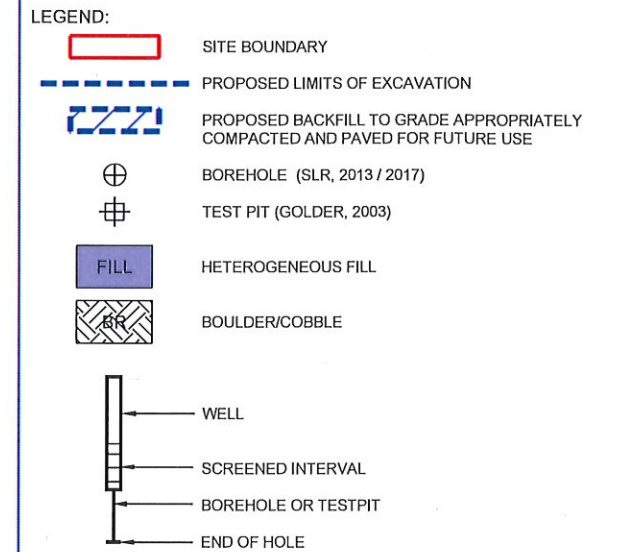 LEGEND:
SITE BOUNDARY
PROPOSED LIMITS OF EXCAVATION
PROPOSED BACKFILL TO GRADE APPROPRIATELY
COMPACTED AND PAVED FOR FUTURE USE
BOREHOLE (SLR, 2013 / 2017)
TEST PIT (GOLDER, 2003)
FILL HETEROGENEOUS FILL
BR BOULDER/COBBLE
WELL
SCREENED INTERVAL
BOREHOLE OR TESTPIT
END OF HOLE